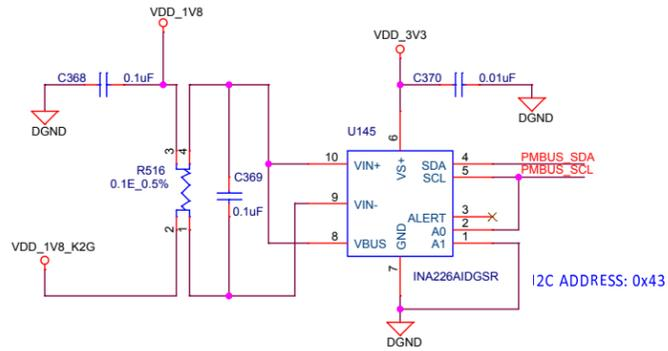 VDD_1V8
VDD_3V3
C368
0.1uF
C370
0.01uF
DGND
DGND
U145
6
3
4
R516
0.1E_0.5%
C369
0.1uF
10
VIN+
VS+
SDA
4
PMBUS_SDA
SCL
5
PMBUS_SCL
9
VIN-
ALERT
3
2
1
VDD_1V8_K2G
8
VBUS
GND
A0
2
A1
1
7
INA226AIDGSR
I2C ADDRESS: 0x43
DGND